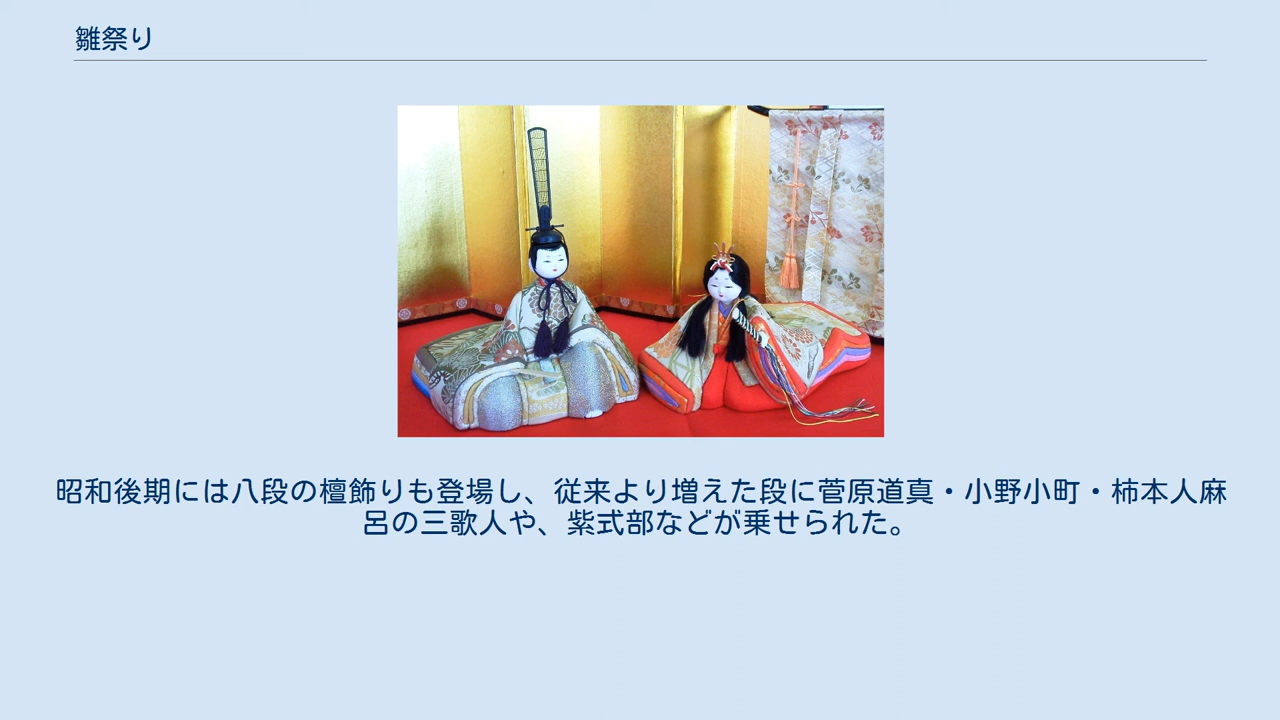 雛祭り
昭和後期には八段の檀飾りも登場し、従来より増えた段に菅原道真・小野小町・柿本人麻
呂の三歌人や、紫式部などが乗せられた。